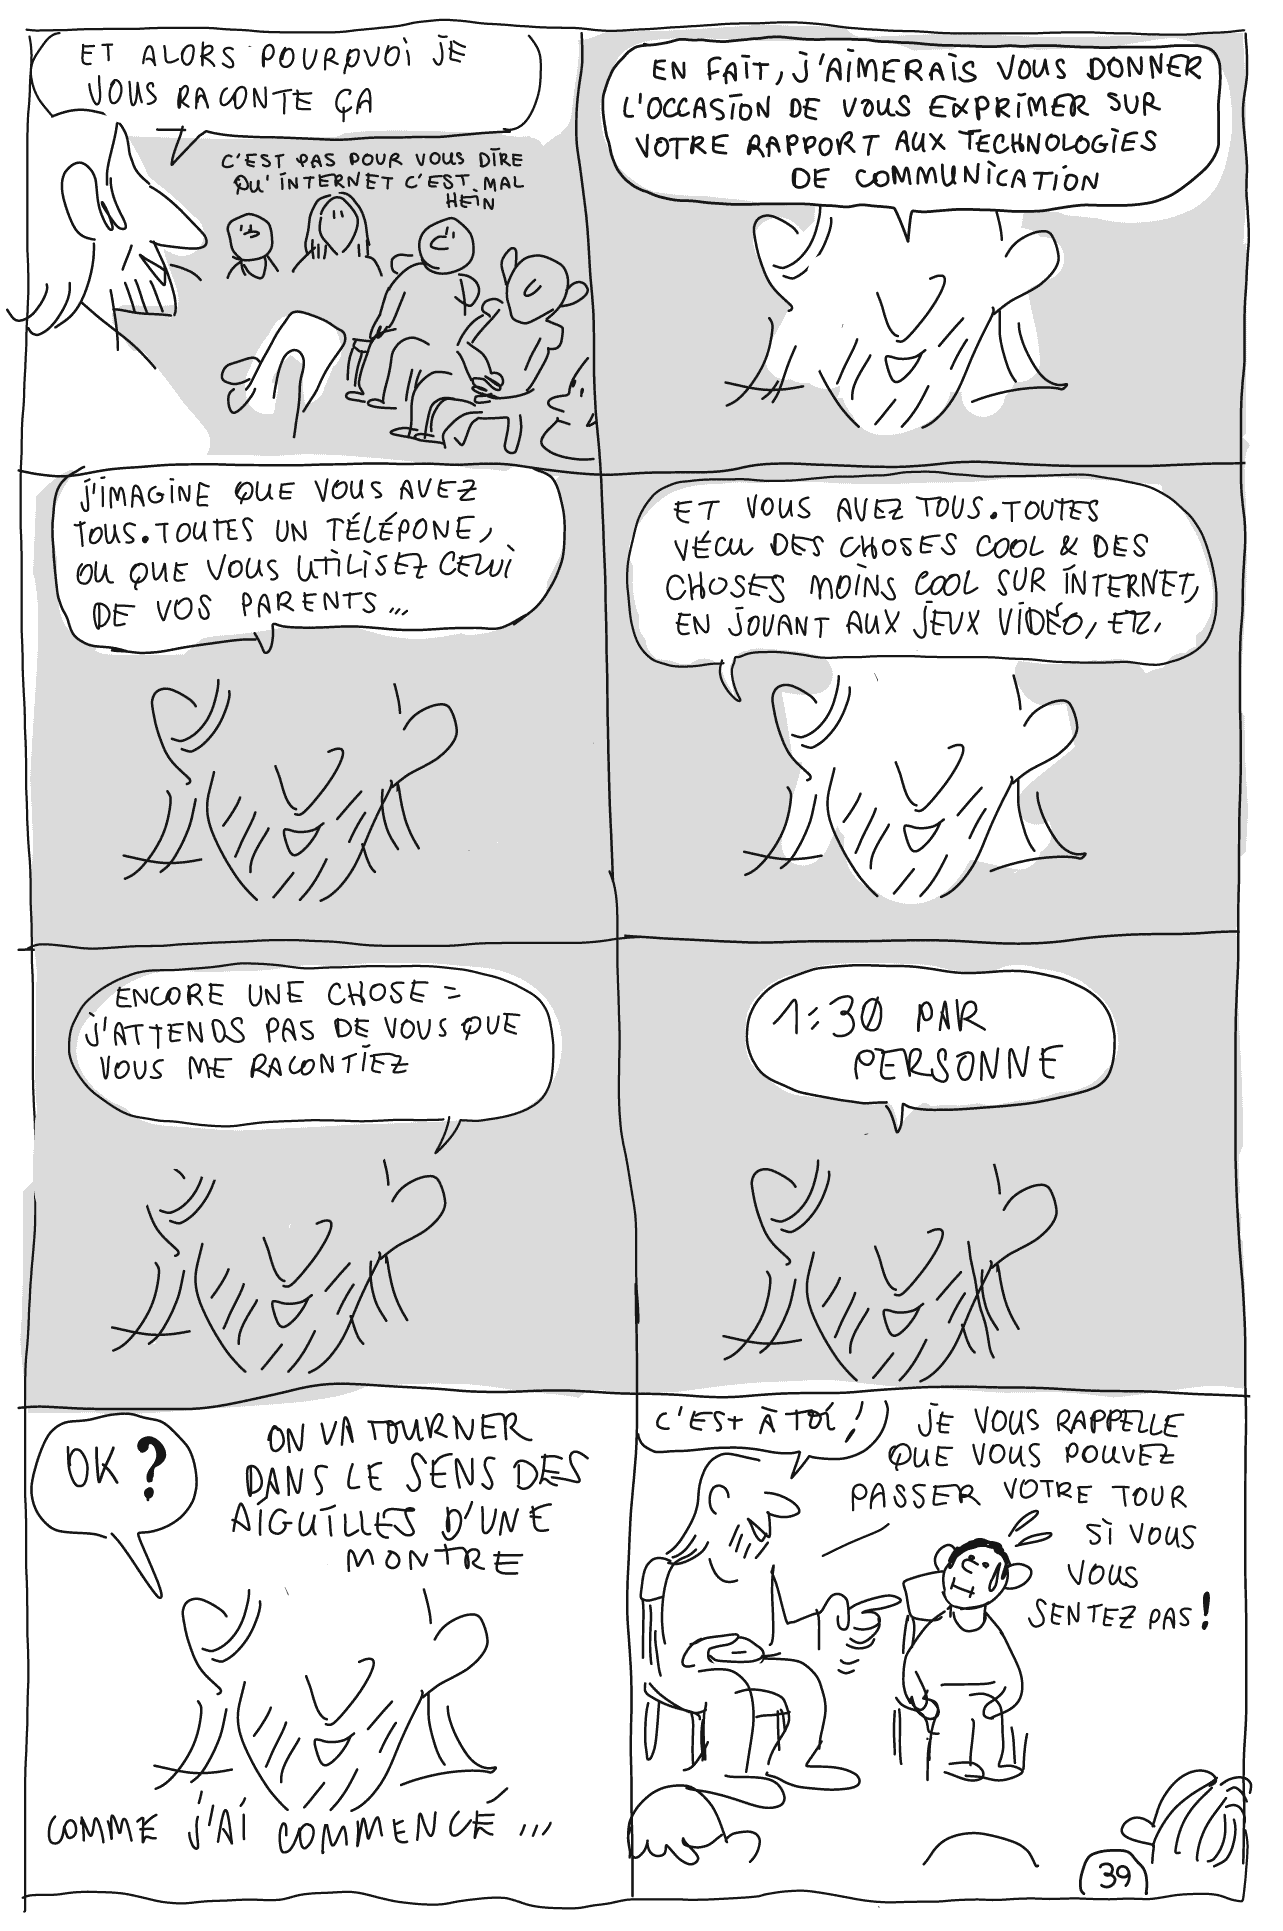 ET ALORS POURQUOI JE
VOUS RACONTE ÇA
C'EST PAS POUR VOUS DIRE
QU'INTERNET C'EST MAL
HEIN
EN FAIT, J'AIMERAIS VOUS DONNER
L'OCCASION DE VOUS EXPRIMER SUR
VOTRE RAPPORT AUX TECHNOLOGIES
DE COMMUNICATION
J'IMAGINE QUE VOUS AVEZ
TOUS.TOUTES UN TÉLÉPONE,
OU QUE VOUS UTILISEZ CELUI
DE VOS PARENTS...
ET VOUS AVEZ TOUS.TOUTES
VÉCU DES CHOSES COOL & DES
CHOSES MOINS COOL SUR INTERNET,
EN JOUANT AUX JEUX VIDÉO, ETC.
ENCORE UNE CHOSE =
J'ATTENDS PAS DE VOUS QUE
VOUS ME RACONTIEZ
1:30 PAR
PERSONNE
OK ?
ON VA TOURNER
DANS LE SENS DES
AIGUILLES D'UNE
MONTRE
COMME J'AI COMMENCÉ ...
C'EST À TOI !
JE VOUS RAPPELLE
QUE VOUS POUVEZ
PASSER VOTRE TOUR
SI VOUS
VOUS
SENTEZ PAS !
39